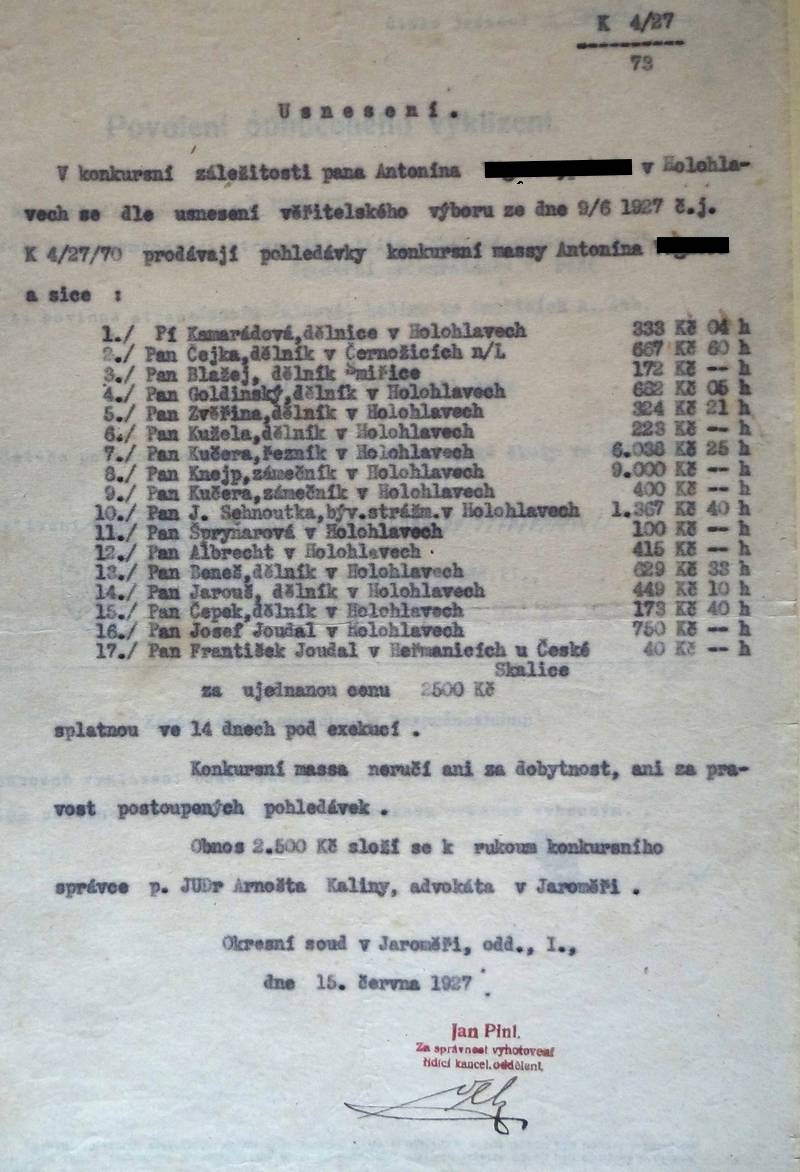 K 4/27
73
Usnesení.
V konkursní záležitosti pana Antonína v Holohla-
vech se dle usnesení věřitelského výboru ze dne 9/6 1927 č.j.
K 4/27/70 prodávají pohledávky konkursní massy Antonína
a sice :
1./ Pí Kamarádová,dělnice v Holohlavech 333 Kč 04 h
2./ Pan Čejka,dělník v Černožicích n/L 667 Kč 60 h
3./ Pan Blažej, dělník Smiřice 172 Kč -- h
4./ Pan Goldinský,dělník v Holohlavech 682 Kč 05 h
5./ Pan Zvěřina,dělník v Holohlavech 324 Kč 21 h
6./ Pan Kužela,dělník v Holohlavech 223 Kč -- h
7./ Pan Kučera,řezník v Holohlavech 6.038 Kč 25 h
8./ Pan Knejp,zámečník v Holohlavech 9.000 Kč -- h
9./ Pan Kučera,zámečník v Holohlavech 400 Kč -- h
10./ Pan J. Sehnoutka,býv.strážm.v Holohlavech 1.367 Kč 40 h
11./ Pan Sprynarová v Holohlavech 100 Kč -- h
12./ Pan Albrecht v Holohlavech 415 Kč -- h
13./ Pan Beneš,dělník v Holohlavech 629 Kč 33 h
14./ Pan Jarouš, dělník v Holohlavech 449 Kč 10 h
15./ Pan Čepek,dělník v Holohlavech 173 Kč 40 h
16./ Pan Josef Joudal v Holohlavech 750 Kč -- h
17./ Pan František Joudal v Heřmanicích u České 40 Kč -- h
Skalice
za ujednanou cenu 2500 Kč
splatnou ve 14 dnech pod exekucí .
Konkursní massa neručí ani za dobytnost, ani za pra-
vost postoupených pohledávek .
Obnos 2.500 Kč složí se k rukoum konkursního
správce p. JUDr Arnošta Kaliny, advokáta v Jaroměři .
Okresní soud v Jaroměři, odd., I.,
dne 15. června 1927 .
Jan Pinl.
Za správnost vyhotovení
řídící kancel. oddělení.